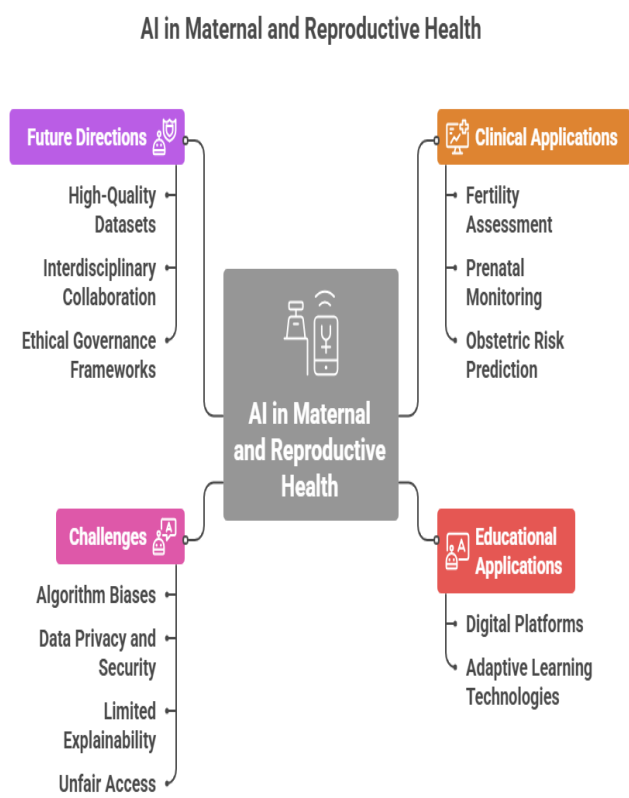 AI in Maternal and Reproductive Health
Future Directions
High-Quality
Datasets
Interdisciplinary
Collaboration
Ethical Governance
Frameworks
Clinical Applications
Fertility
Assessment
Prenatal
Monitoring
Obstetric Risk
Prediction
AI in Maternal
and Reproductive
Health
Challenges
A
Algorithm Biases
Data Privacy and
Security
Limited
Explainability
Unfair Access
A
Educational
Applications
Digital Platforms
Adaptive Learning
Technologies